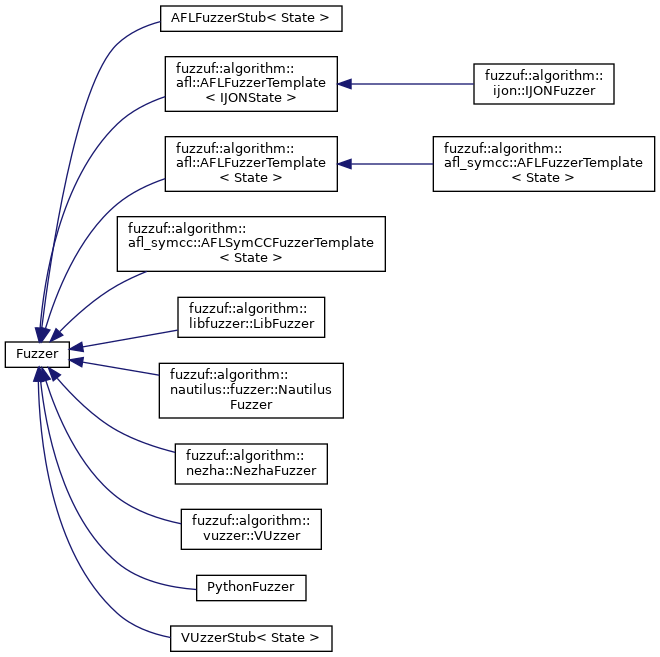 AFLFuzzerStub< State >
fuzzuf::algorithm::
afl::AFLFuzzerTemplate
< IJONState >
fuzzuf::algorithm::
ijon::IJONFuzzer
fuzzuf::algorithm::
afl::AFLFuzzerTemplate
< State >
fuzzuf::algorithm::
afl_symcc::AFLFuzzerTemplate
< State >
fuzzuf::algorithm::
afl_symcc::AFLSymCCFuzzerTemplate
< State >
fuzzuf::algorithm::
libfuzzer::LibFuzzer
Fuzzer
fuzzuf::algorithm::
nautilus::fuzzer::Nautilus
Fuzzer
fuzzuf::algorithm::
nezha::NezhaFuzzer
fuzzuf::algorithm::
vuzzer::VUzzer
PythonFuzzer
VUzzerStub< State >